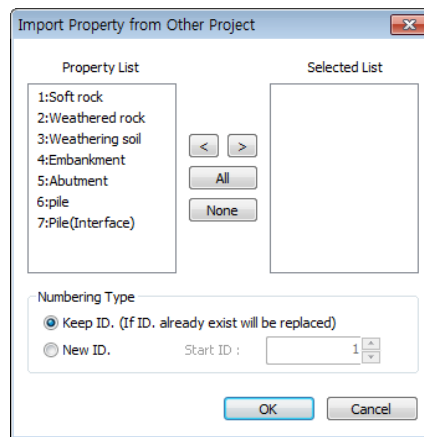 Import Property from Other Project
Property List
Selected List
1:Soft rock
2:Weathered rock
3:Weathering soil
4:Embankment
5:Abutment
6:pile
7:Pile(Interface)
< >
All
None
Numbering Type
Keep ID. (If ID. already exist will be replaced)
New ID. Start ID : 1
OK Cancel